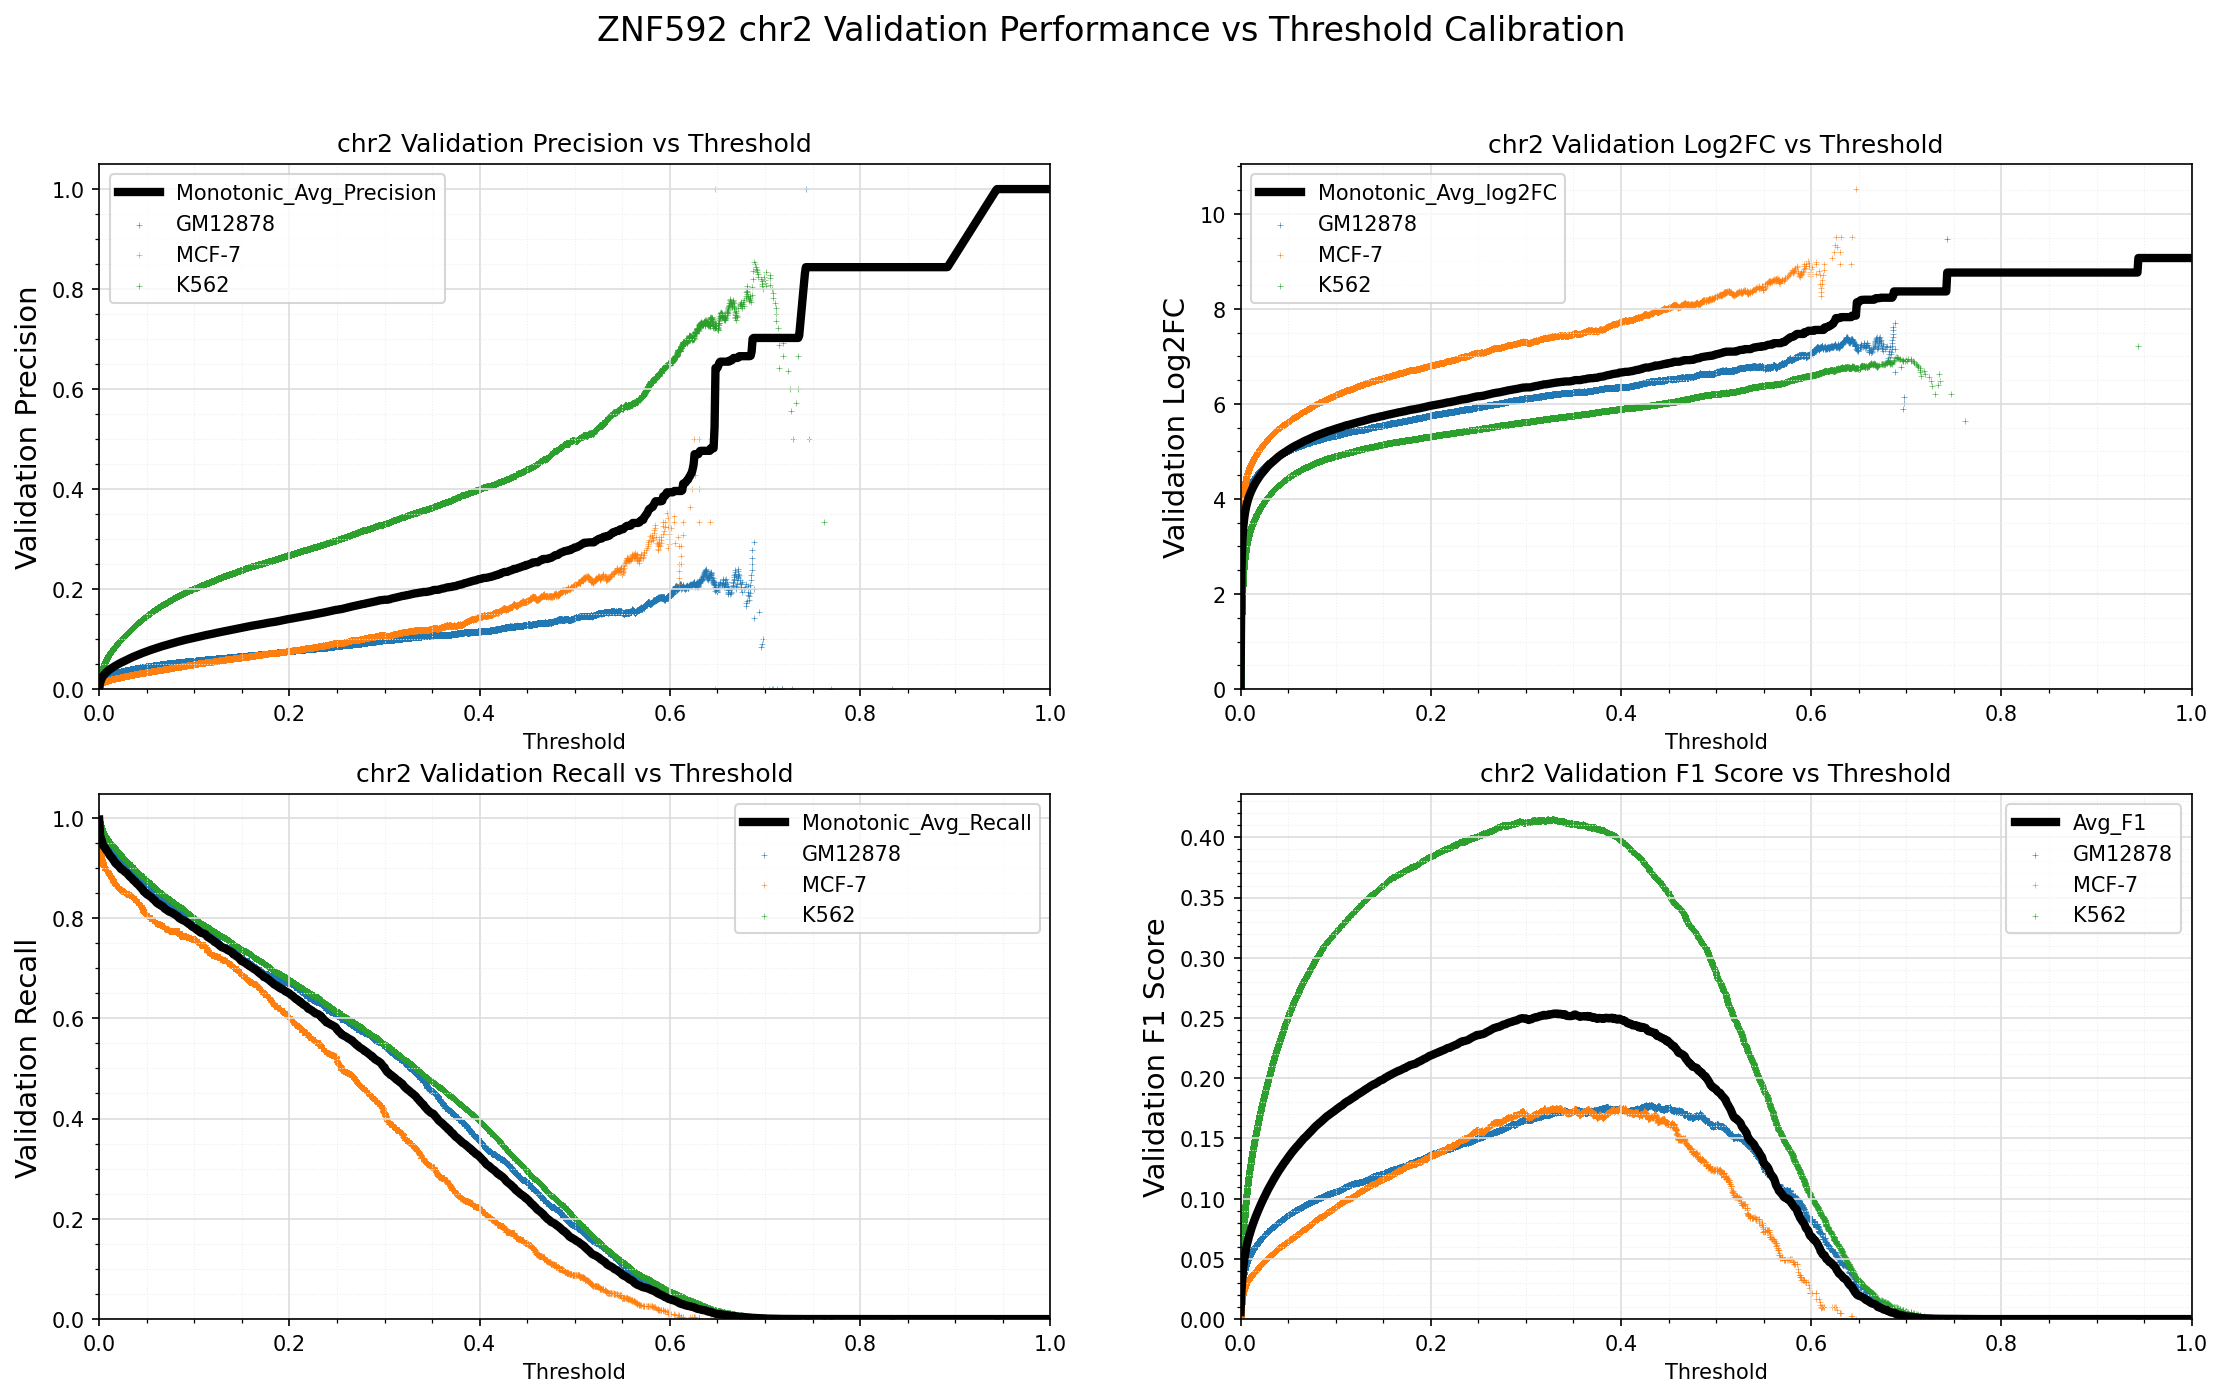 ZNF592 chr2 Validation Performance vs Threshold Calibration
chr2 Validation Precision vs Threshold
Validation Precision
1.0
0.8
0.6
0.4
0.2
0.0
Monotonic_Avg_Precision
GM12878
MCF-7
K562
0.0 0.2 0.4 0.6 0.8 1.0
Threshold
chr2 Validation Log2FC vs Threshold
Validation Log2FC
10
8
6
4
2
0
Monotonic_Avg_log2FC
GM12878
MCF-7
K562
0.0 0.2 0.4 0.6 0.8 1.0
Threshold
chr2 Validation Recall vs Threshold
Validation Recall
1.0
0.8
0.6
0.4
0.2
0.0
Monotonic_Avg_Recall
GM12878
MCF-7
K562
0.0 0.2 0.4 0.6 0.8 1.0
Threshold
chr2 Validation F1 Score vs Threshold
Validation F1 Score
0.40
0.35
0.30
0.25
0.20
0.15
0.10
0.05
0.00
Avg_F1
GM12878
MCF-7
K562
0.0 0.2 0.4 0.6 0.8 1.0
Threshold